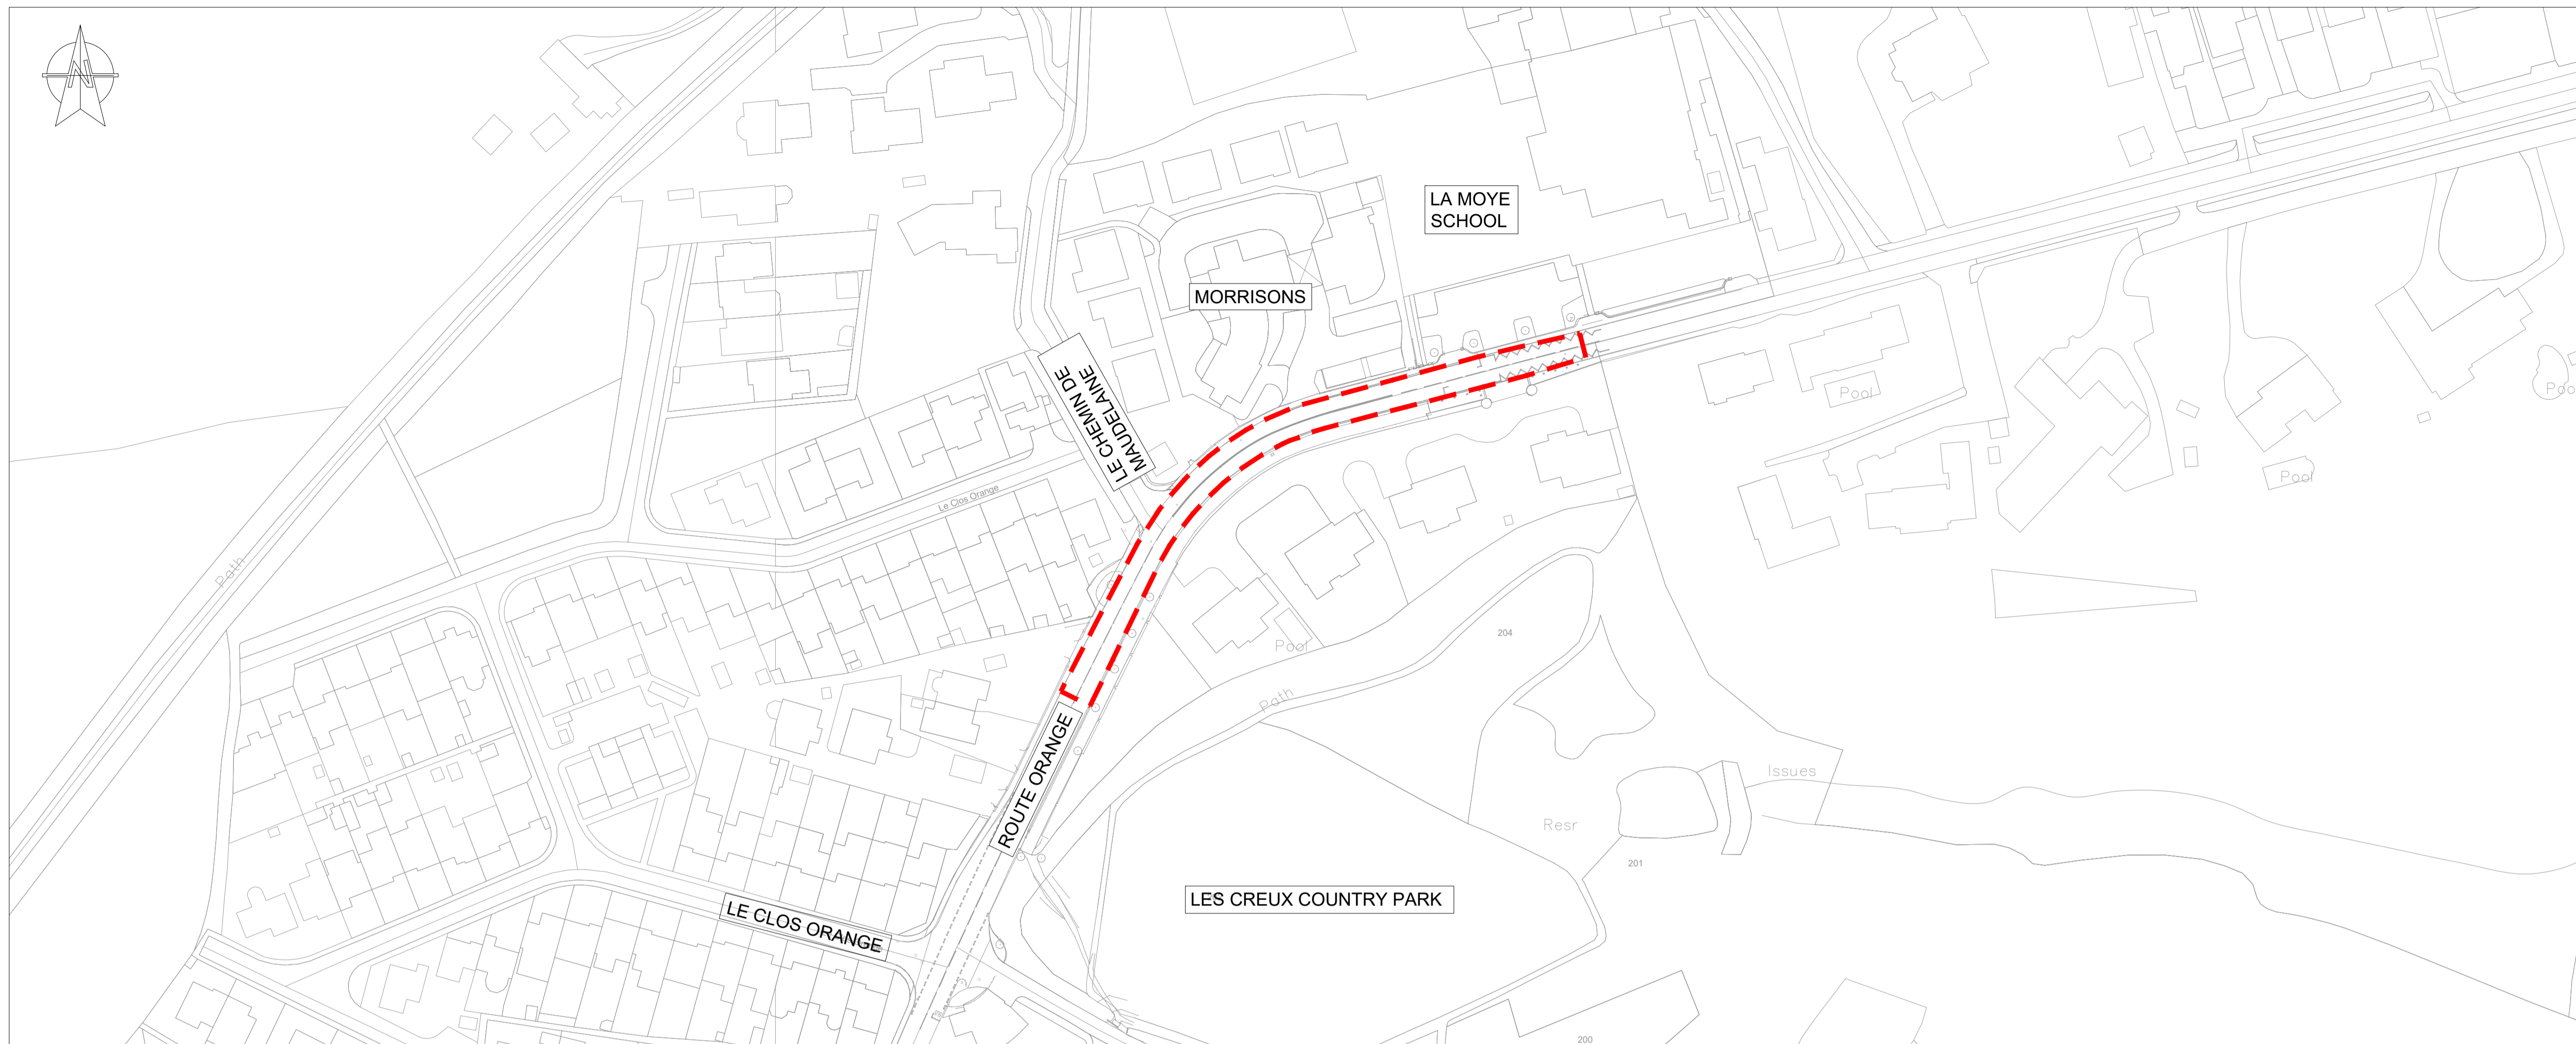 N
LA MOYE
SCHOOL
MORRISONS
LE CHEMIN DE
MAUDELAINE
Pool
Poo
Pool
Le Clos Orange
Path
204
Pool
Path
ROUTE ORANGE
Issues
Resr
201
LES CREUX COUNTRY PARK
LE CLOS ORANGE
200